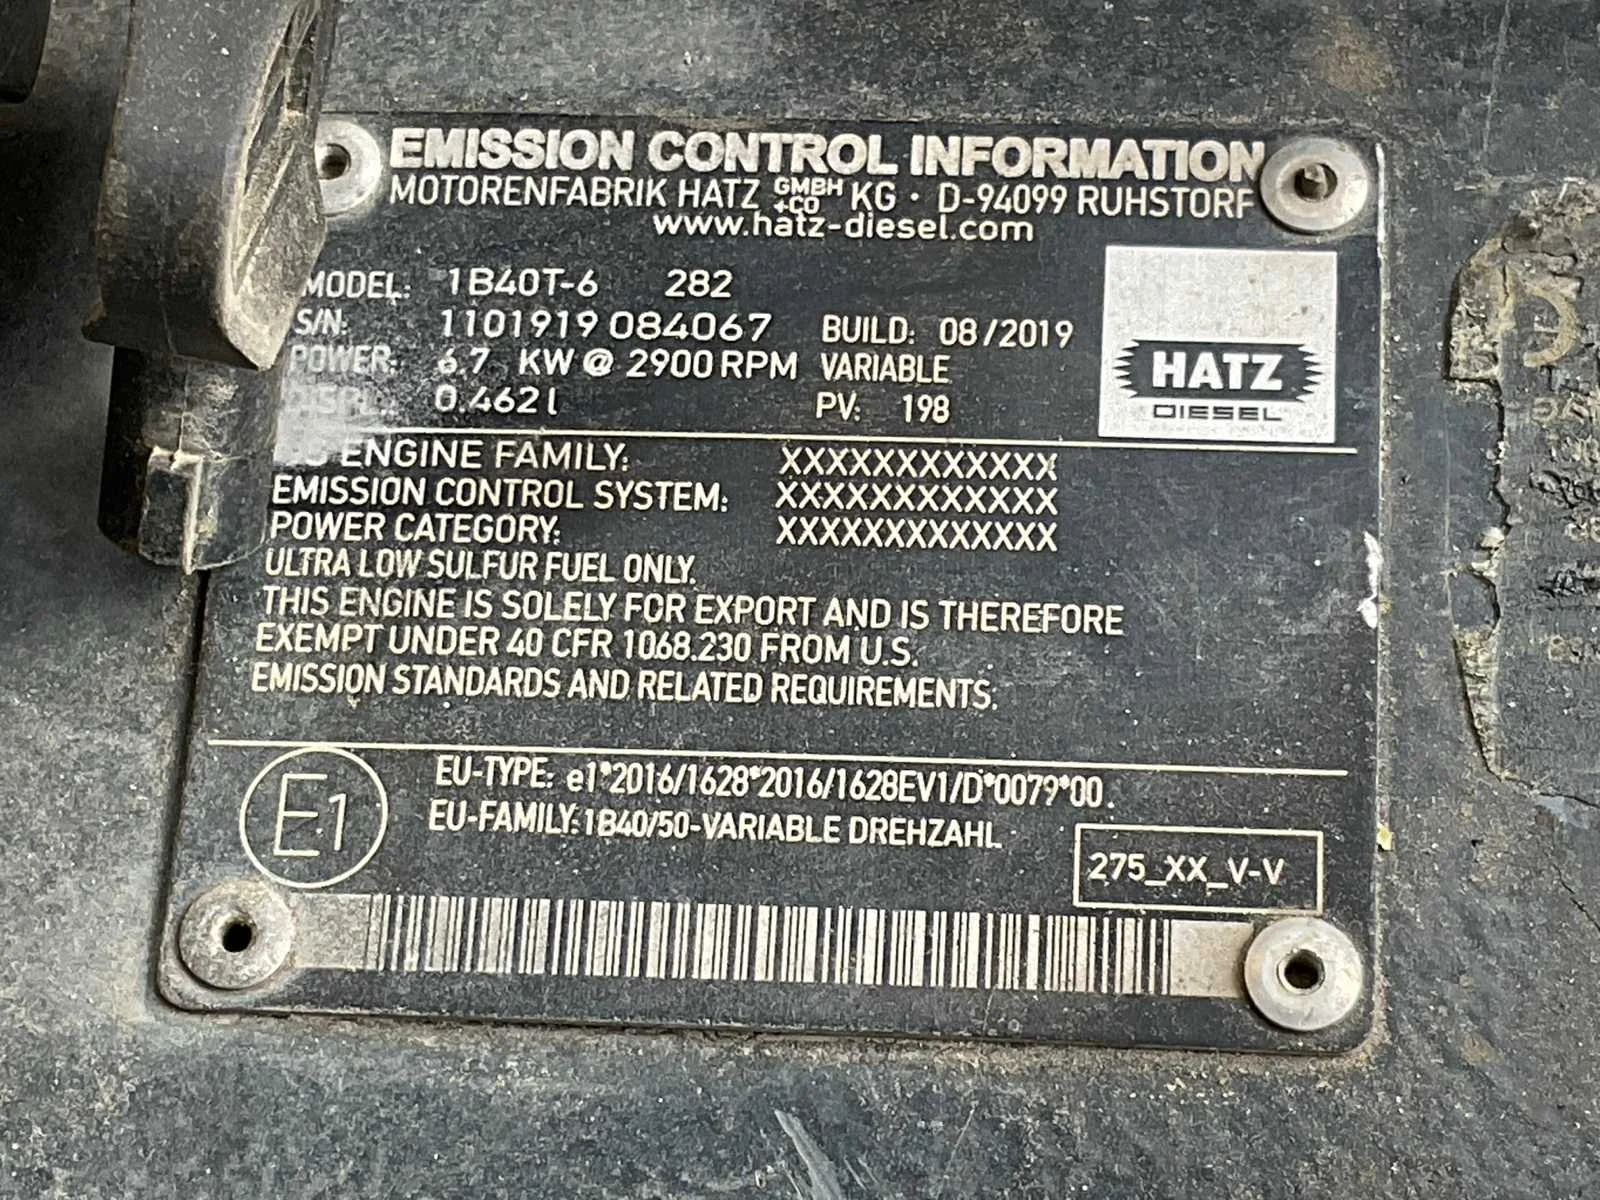 EMISSION CONTROL INFORMATION
MOTORENFABRIK HATZ GMBH +CO KG · D-94099 RUHSTORF
www.hatz-diesel.com
MODEL: 1B40T-6 282
S/N: 1101919 084067 BUILD: 08/2019
POWER: 6.7 KW @ 2900 RPM VARIABLE
DISPL.: 0.462 l PV: 198
HATZ
DIESEL
ENGINE FAMILY: XXXXXXXXXXXX
EMISSION CONTROL SYSTEM: XXXXXXXXXXXX
POWER CATEGORY: XXXXXXXXXXXXX
ULTRA LOW SULFUR FUEL ONLY.
THIS ENGINE IS SOLELY FOR EXPORT AND IS THEREFORE
EXEMPT UNDER 40 CFR 1068.230 FROM U.S.
EMISSION STANDARDS AND RELATED REQUIREMENTS.
E1
EU-TYPE: e1*2016/1628*2016/1628EV1/D*0079*00.
EU-FAMILY: 1B40/50-VARIABLE DREHZAHL
275_XX_V-V